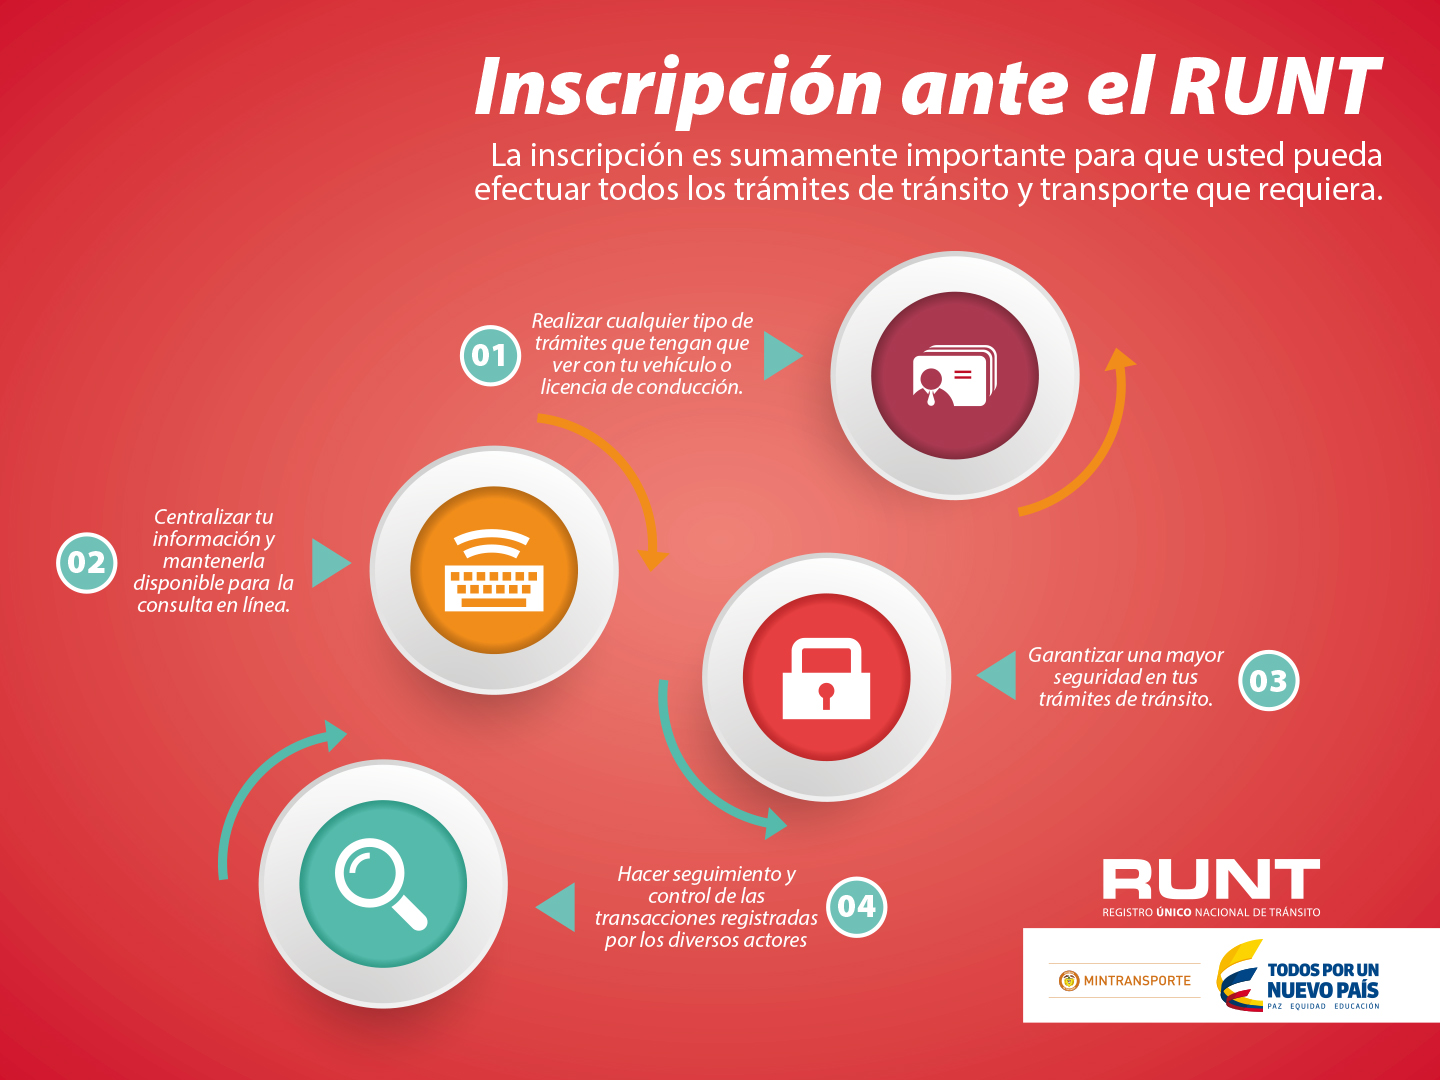 Inscripción ante el RUNT
La inscripción es sumamente importante para que usted pueda
efectuar todos los trámites de tránsito y transporte que requiera.
01
Realizar cualquier tipo de
trámites que tengan que
ver con tu vehículo o
licencia de conducción.
02
Centralizar tu
información y
mantenerla
disponible para la
consulta en línea.
Garantizar una mayor
seguridad en tus
trámites de tránsito.
03
Hacer seguimiento y
control de las
transacciones registradas
por los diversos actores
04
RUNT
REGISTRO ÚNICO NACIONAL DE TRÁNSITO
MINTRANSPORTE
TODOS POR UN
NUEVO PAÍS
PAZ EQUIDAD EDUCACIÓN